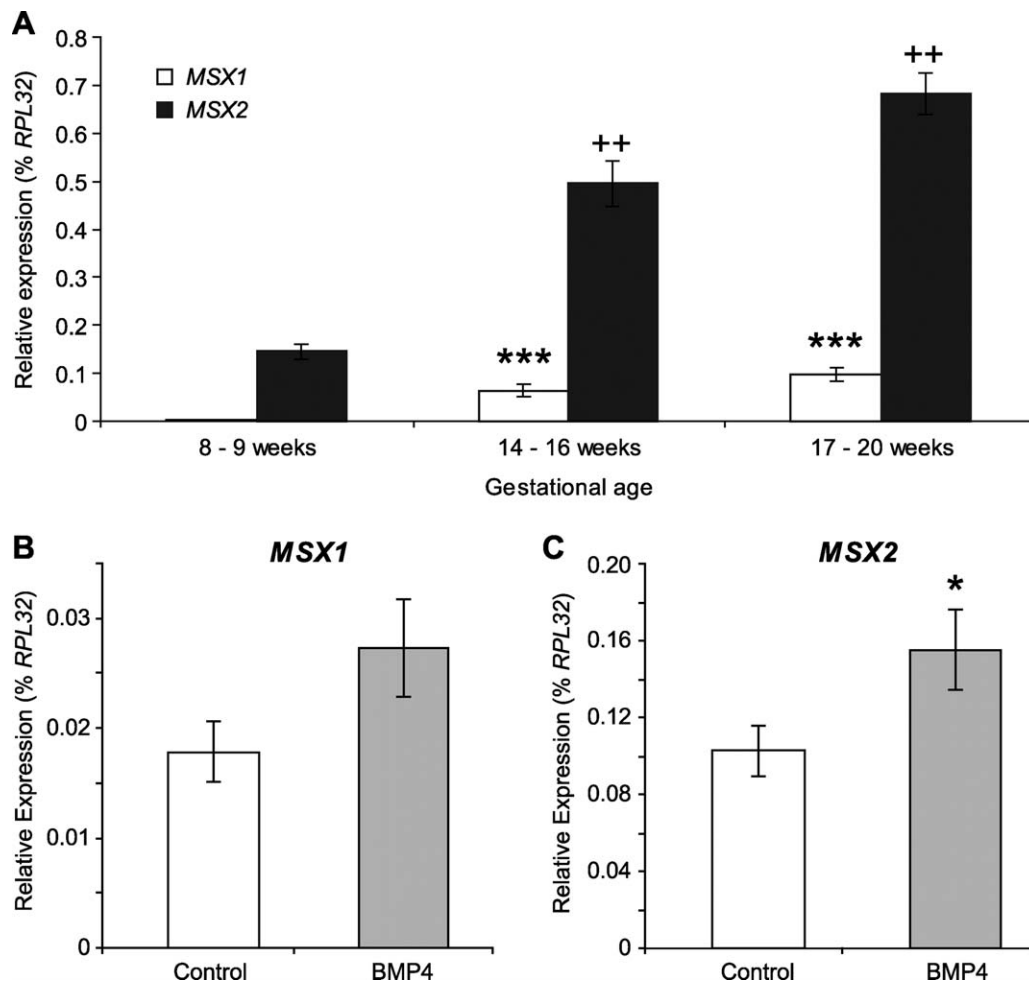 A
0.8
0.7
0.6
0.5
0.4
0.3
0.2
0.1
0
Relative expression (% RPL32)
MSX1
MSX2
***
++
***
++
8 - 9 weeks
14 - 16 weeks
17 - 20 weeks
Gestational age
B
MSX1
0.03
0.02
0.01
0
Relative Expression (% RPL32)
Control
BMP4
C
MSX2
0.20
0.16
0.12
0.08
0.04
0
Relative Expression (% RPL32)
*
Control
BMP4